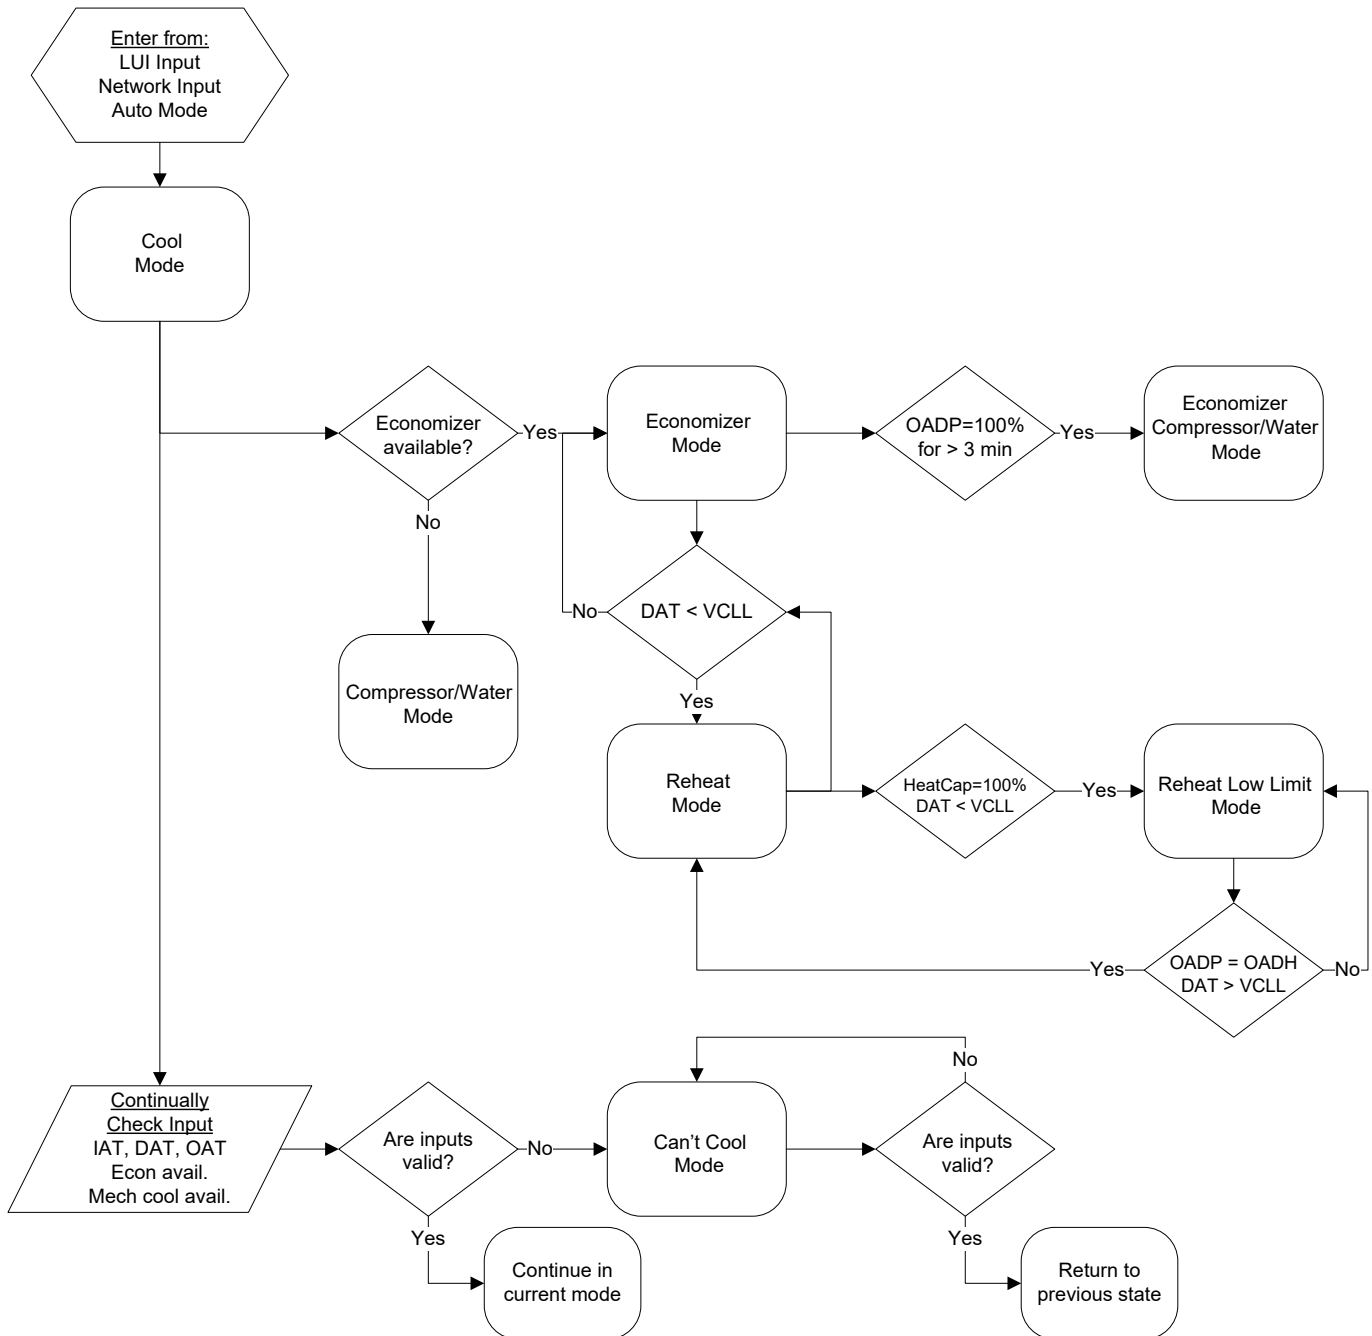 Enter from:
LUI Input
Network Input
Auto Mode
Cool
Mode
Economizer
available?
Yes
Economizer
Mode
OADP=100%
for > 3 min
Yes
Economizer
Compressor/Water
Mode
No
DAT < VCLL
No
Yes
Compressor/Water
Mode
Reheat
Mode
HeatCap=100%
DAT < VCLL
Yes
Reheat Low Limit
Mode
OADP = OADH
DAT > VCLL
Yes
No
Continually
Check Input
IAT, DAT, OAT
Econ avail.
Mech cool avail.
Are inputs
valid?
No
Can't Cool
Mode
No
Are inputs
valid?
Yes
Continue in
current mode
Yes
Return to
previous state